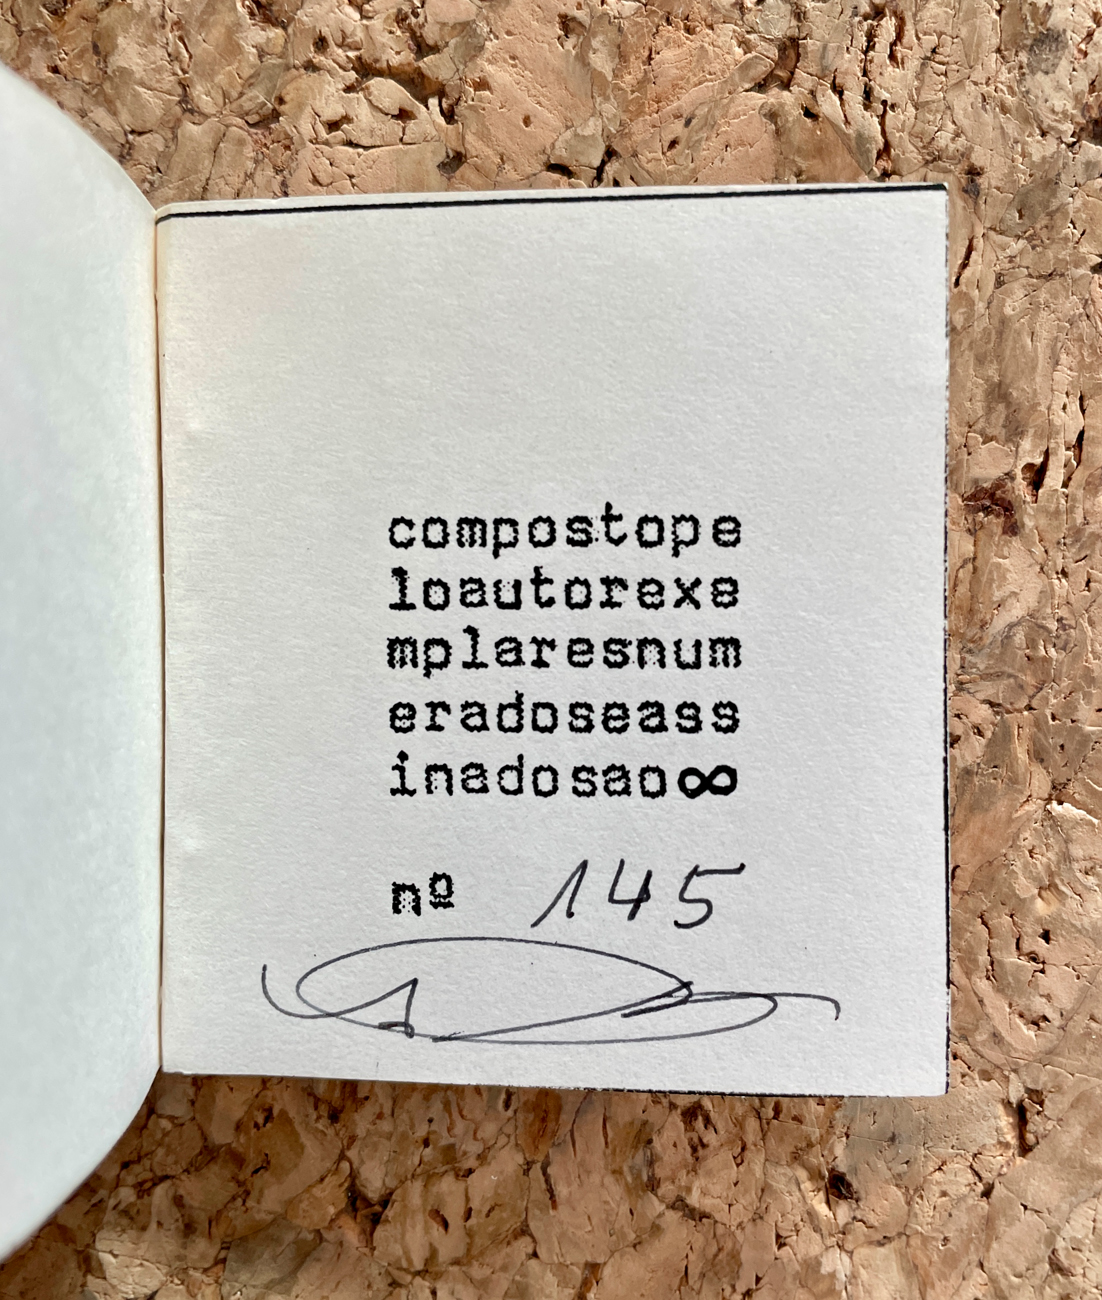 compostope
loautorexe
mplaresnum
eradoseass
inadosao∞
nº 145